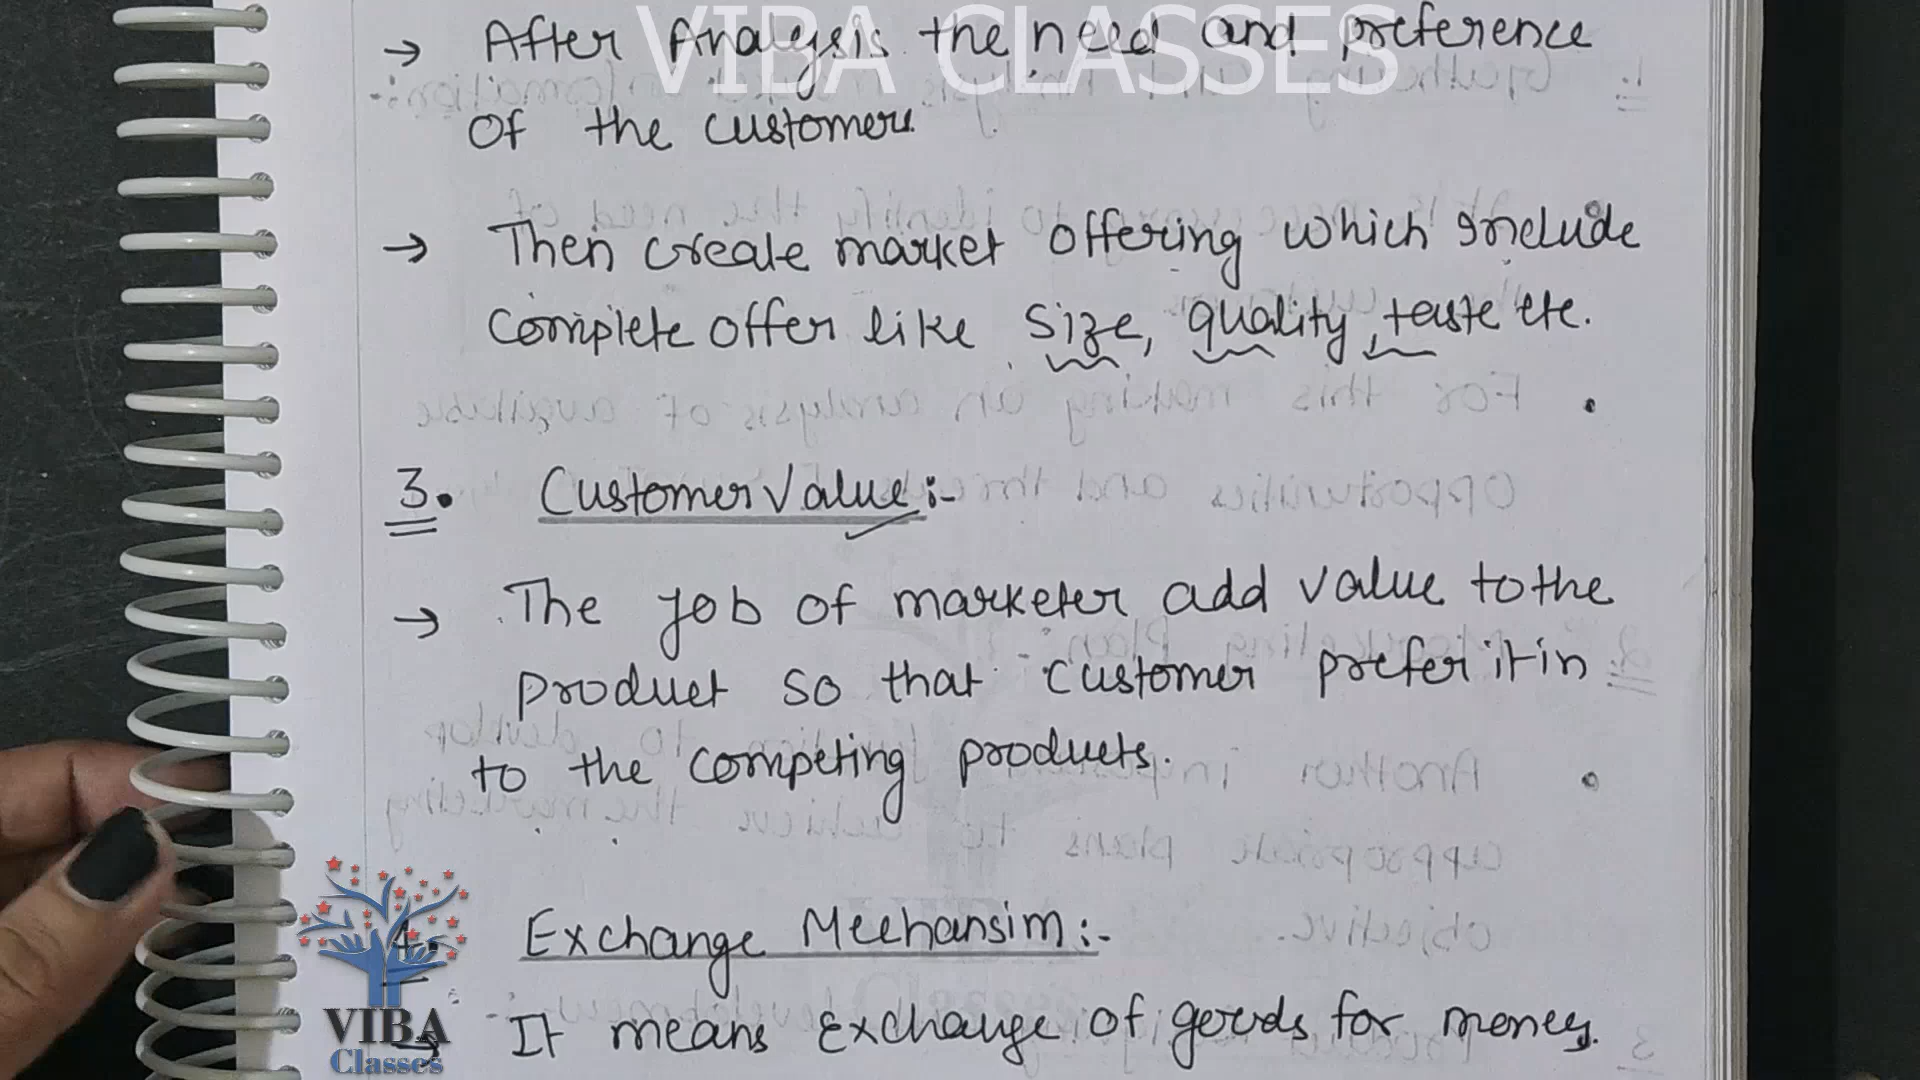 VIBA CLASSES
→ After Analysis the need and preference
of the customer.
→ Then create market offering which Include
complete offer like Size, quality, taste etc.
3. Customer Value :-
→ The job of marketer add value to the
product so that customer prefer it in
to the competing products.
4. Exchange Mechansim :-
→ It means Exchange of goods for money.
VIBA
Classes